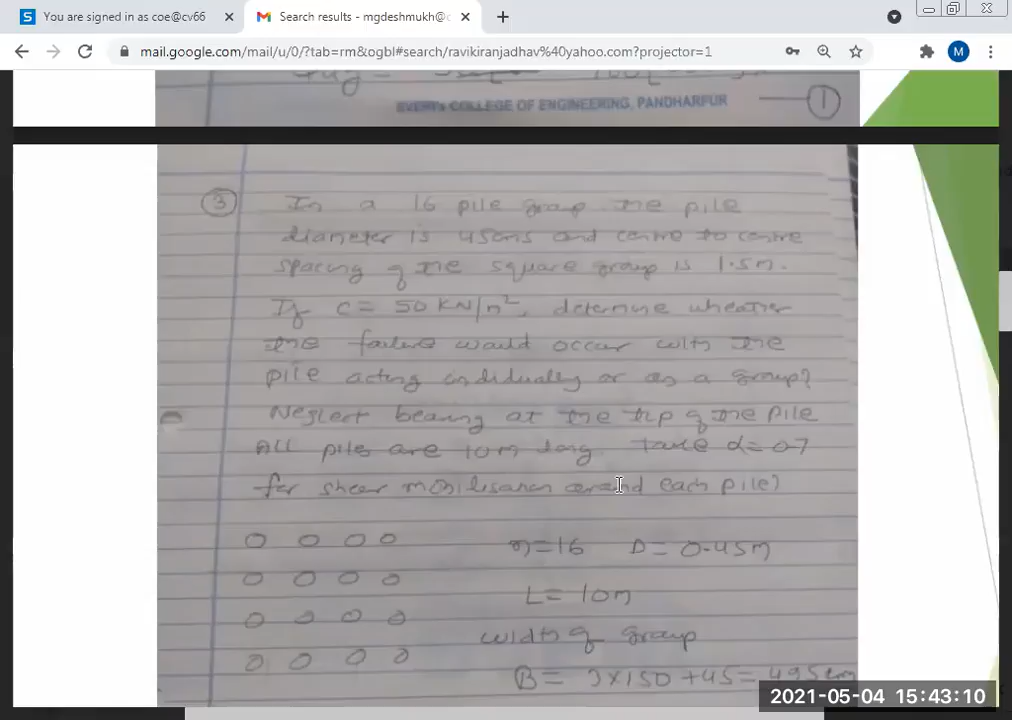 You are signed in as coe@cv66
Search results - mgdeshmukh@c
mail.google.com/mail/u/0/?tab=rm&ogbl#search/ravikiranjadhav%40yahoo.com?projector=1
M
COLLEGE OF ENGINEERING, PANDHARPUR
1
3 In a 16 pile group the pile
diameter is 45cms and centre to centre
spacing of the square group is 1.5m.
If c = 50 KN/m², determine wheather
the failure would occur with the
pile acting individually or as a group?
Neglect bearing at the tip of the pile
All piles are 10m long. Take α = 0.7
for shear mobilisation around each pile?
n=16 D = 0.45m
L = 10m
width of group
B = 3x150 +45 = 495cm
2021-05-04 15:43:10